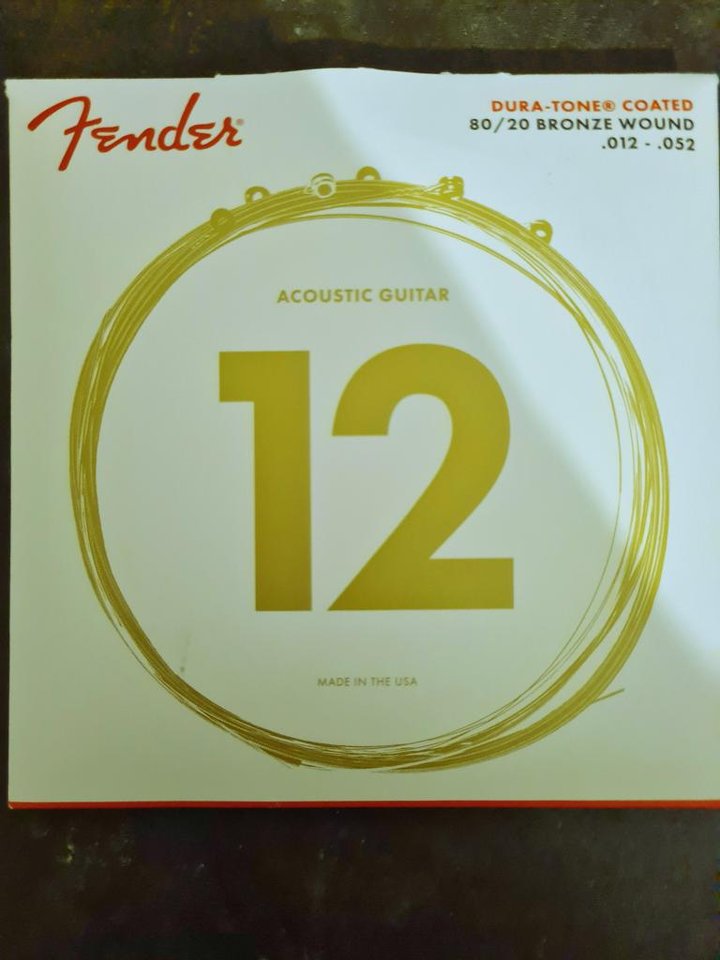 Fender®
DURA-TONE® COATED
80/20 BRONZE WOUND
.012 - .052
ACOUSTIC GUITAR
12
MADE IN THE USA